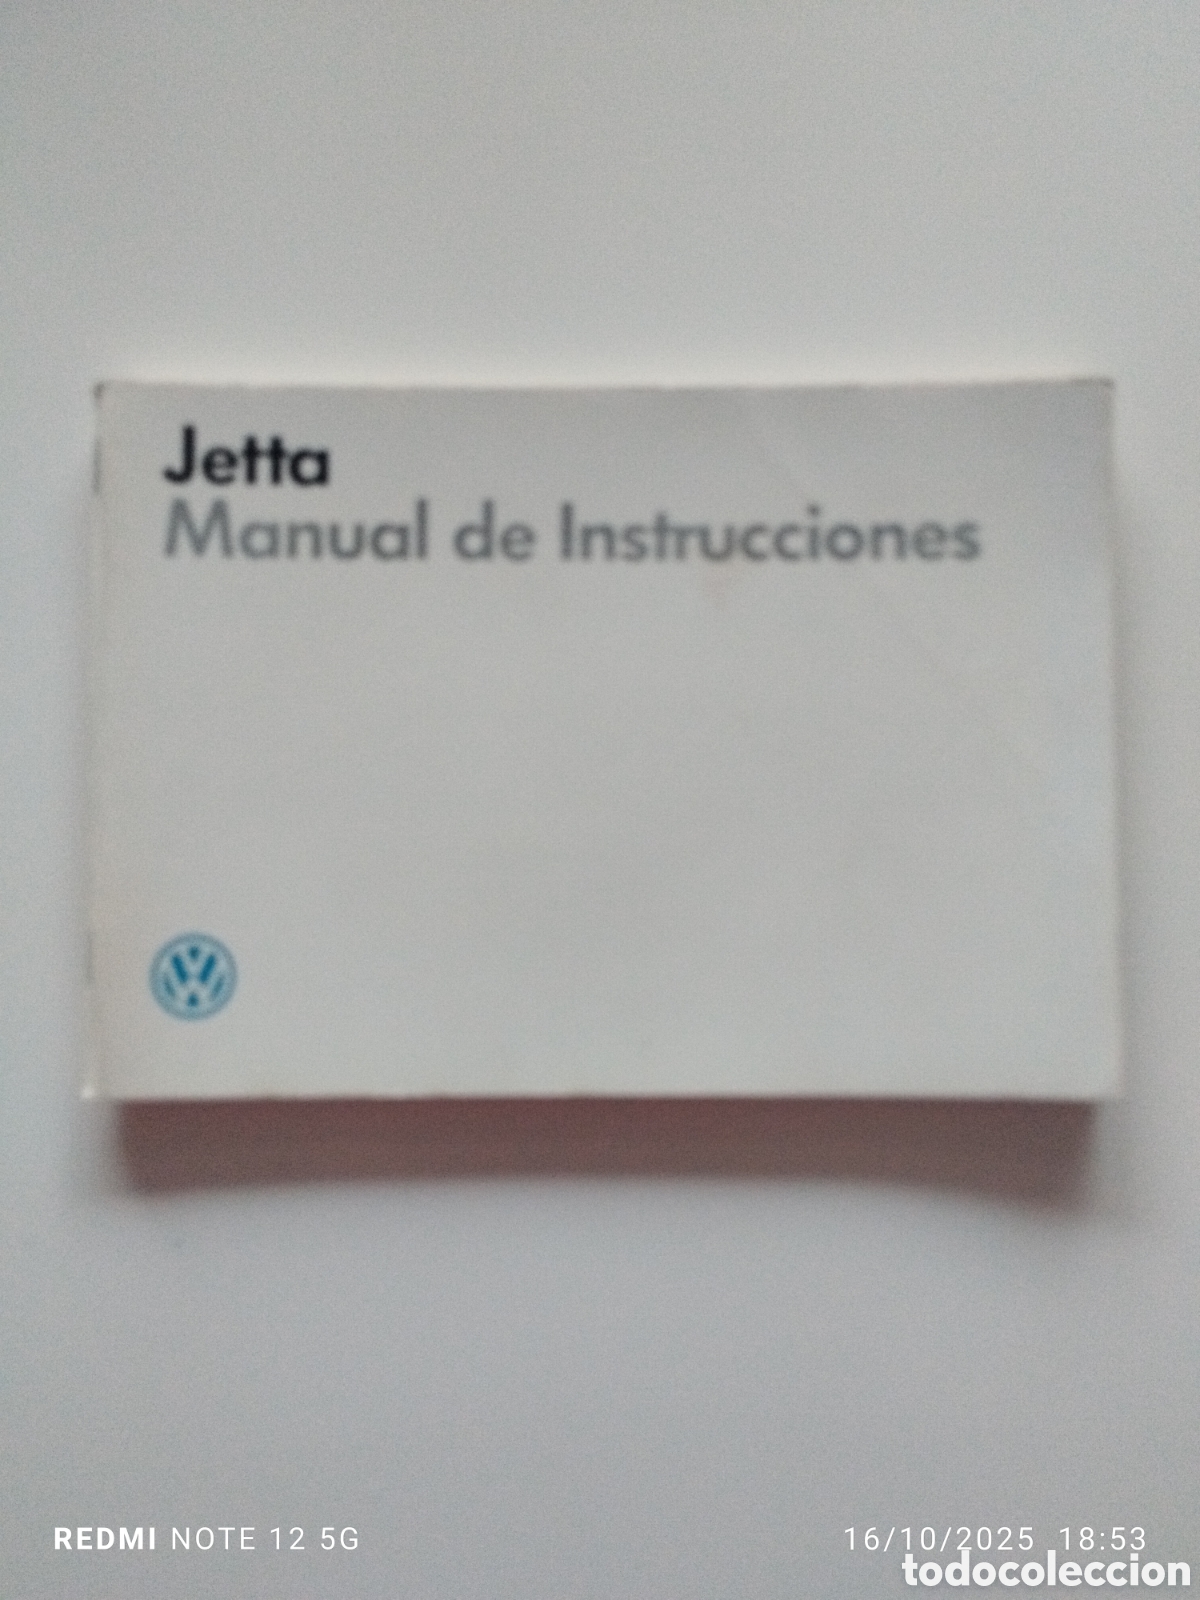 Jetta
Manual de Instrucciones
REDMI NOTE 12 5G
16/10/2025 18:53
todocoleccion